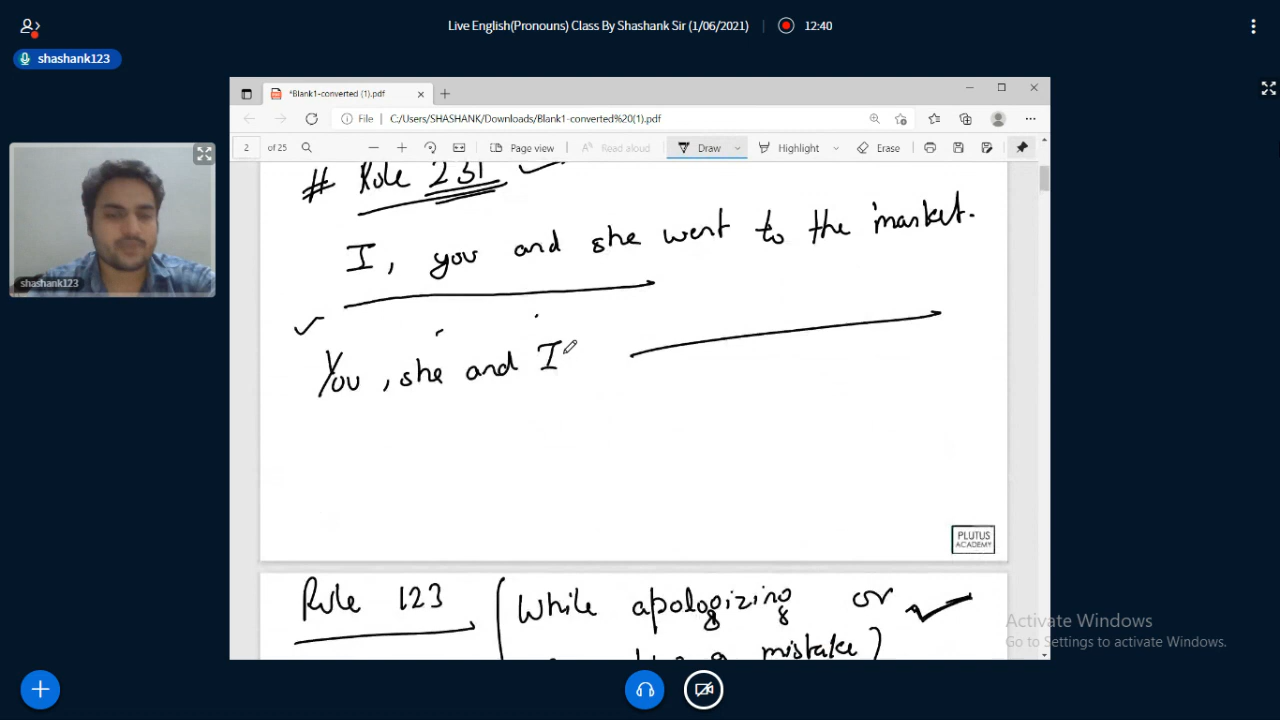 Live English(Pronouns) Class By Shashank Sir (1/06/2021) 12:40
shashank123
*Blank1-converted (1).pdf
File C:/Users/SHASHANK/Downloads/Blank1-converted%20(1).pdf
2 of 25 Page view Read aloud Draw Highlight Erase
# Rule 231
I, you and she went to the market.
You, she and I
shashank123
PLUTUS
ACADEMY
Rule 123 (While apologizing or
mistake)
Activate Windows
Go to Settings to activate Windows.